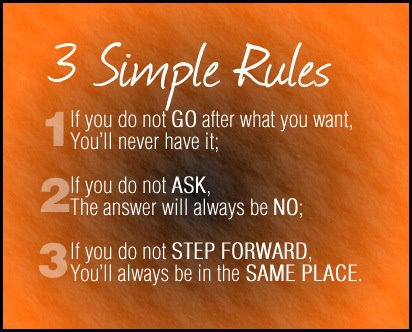 3 Simple Rules
1 If you do not GO after what you want,
You'll never have it;
2 If you do not ASK,
The answer will always be NO;
3 If you do not STEP FORWARD,
You'll always be in the SAME PLACE.